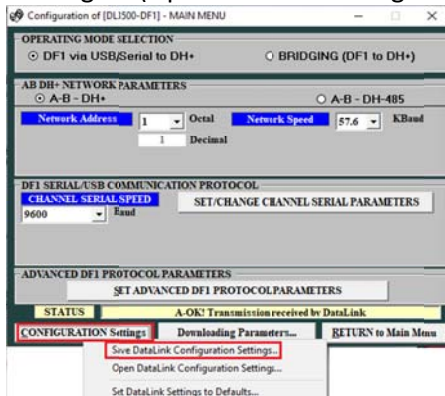 Configuration of [DL1500-DF1] - MAIN MENU
OPERATING MODE SELECTION
DF1 via USB/Serial to DH+ BRIDGING (DF1 to DH+)
AB DH+ NETWORK PARAMETERS
A-B - DH+ A-B - DH-485
Network Address 1 Octal Network Speed 57.6 KBaud
1 Decimal
DF1 SERIAL/USB COMMUNICATION PROTOCOL
CHANNEL SERIAL SPEED SET/CHANGE CHANNEL SERIAL PARAMETERS
9600 Baud
ADVANCED DF1 PROTOCOL PARAMETERS
SET ADVANCED DF1 PROTOCOL PARAMETERS
STATUS A-OK! Transmission received by DataLink
CONFIGURATION Settings Downloading Parameters... RETURN to Main Menu
Save DataLink Configuration Settings...
Open DataLink Configuration Settings...
Set DataLink Settings to Defaults...